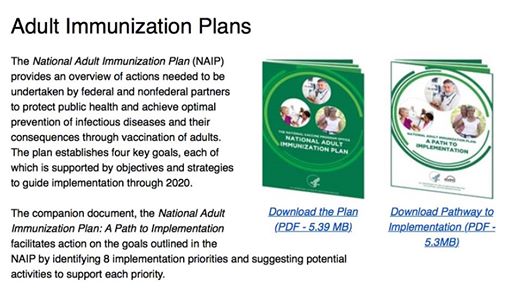 Adult Immunization Plans
The National Adult Immunization Plan (NAIP)
provides an overview of actions needed to be
undertaken by federal and nonfederal partners
to protect public health and achieve optimal
prevention of infectious diseases and their
consequences through vaccination of adults.
The plan establishes four key goals, each of
which is supported by objectives and strategies
to guide implementation through 2020.
The companion document, the National Adult
Immunization Plan: A Path to Implementation
facilitates action on the goals outlined in the
NAIP by identifying 8 implementation priorities and suggesting potential
activities to support each priority.
THE NATIONAL VACCINE PROGRAM OFFICE
NATIONAL ADULT
IMMUNIZATION PLAN
Download the Plan
(PDF - 5.39 MB)
NATIONAL ADULT IMMUNIZATION PLAN:
A PATH TO
IMPLEMENTATION
Download Pathway to
Implementation (PDF -
5.3MB)